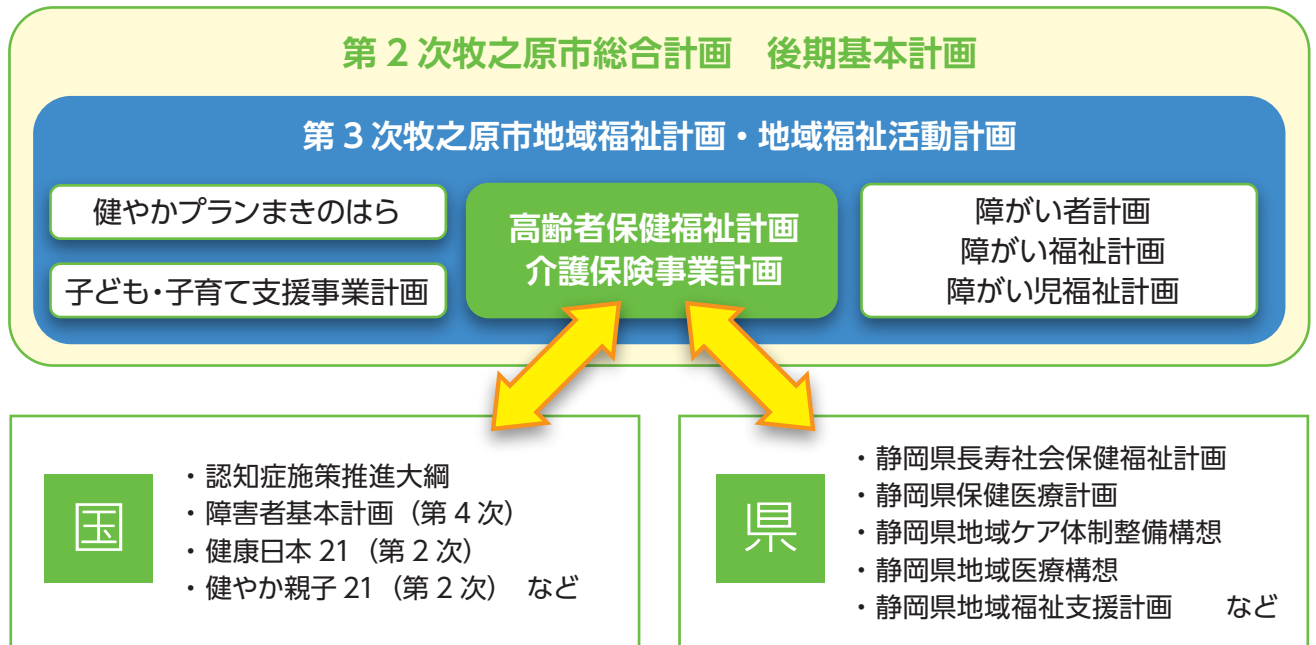 第2次牧之原市総合計画　後期基本計画
第3次牧之原市地域福祉計画・地域福祉活動計画
健やかプランまきのはら
子ども・子育て支援事業計画
高齢者保健福祉計画
介護保険事業計画
障がい者計画
障がい福祉計画
障がい児福祉計画
国
・認知症施策推進大綱
・障害者基本計画（第4次）
・健康日本21（第2次）
・健やか親子21（第2次）　など
県
・静岡県長寿社会保健福祉計画
・静岡県保健医療計画
・静岡県地域ケア体制整備構想
・静岡県地域医療構想
・静岡県地域福祉支援計画　　など